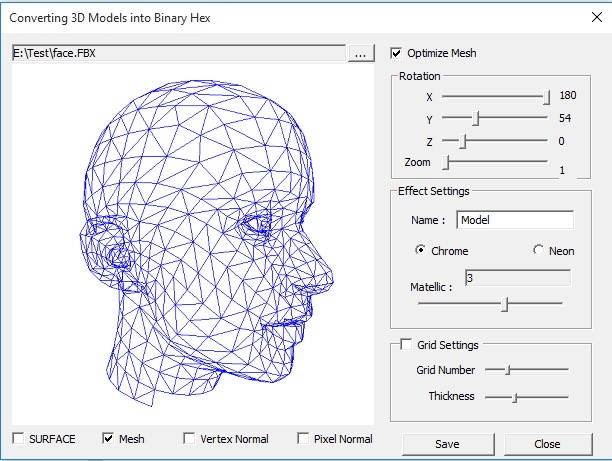 Converting 3D Models into Binary Hex
E:\Test\face.FBX
...
Optimize Mesh
Rotation
X 180
Y 54
Z 0
Zoom 1
Effect Settings
Name : Model
Chrome Neon
3
Matellic :
Grid Settings
Grid Number
Thickness
SURFACE Mesh Vertex Normal Pixel Normal
Save Close